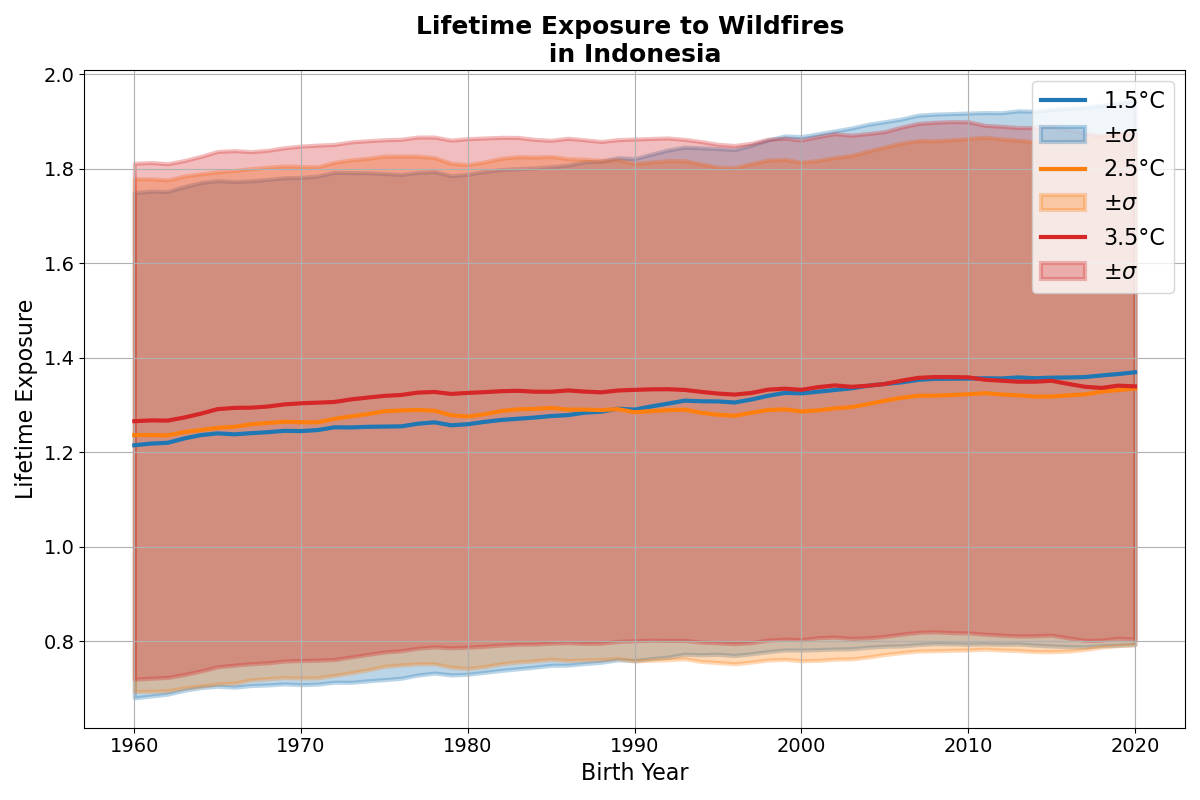 Lifetime Exposure to Wildfires
in Indonesia
2.0
1.8
1.6
1.4
1.2
1.0
0.8
Lifetime Exposure
1960
1970
1980
1990
2000
2010
2020
Birth Year
1.5°C
±σ
2.5°C
±σ
3.5°C
±σ